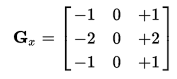 G_x = [ −1 0 +1
−2 0 +2
−1 0 +1 ]